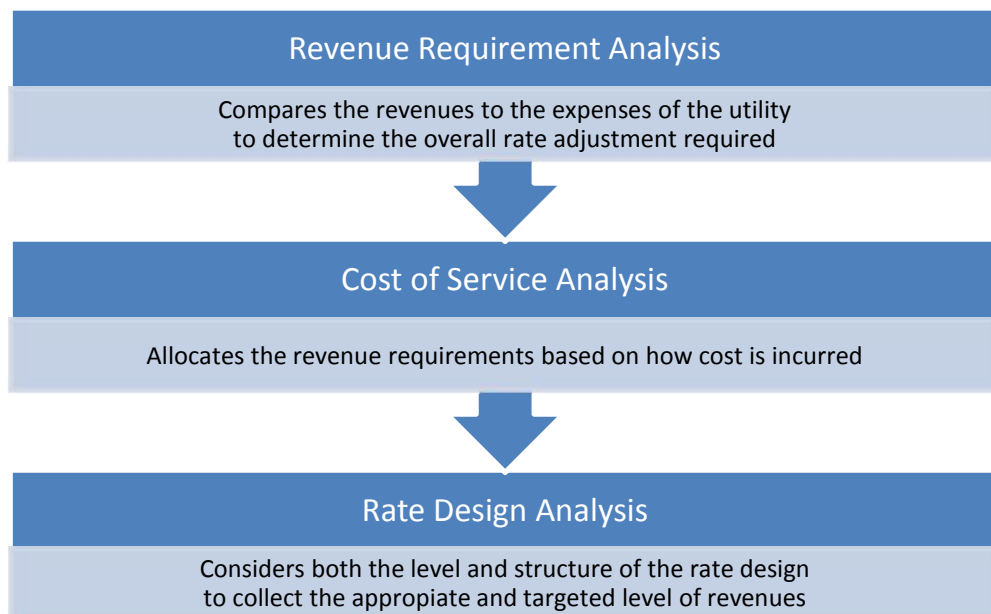 Revenue Requirement Analysis
Compares the revenues to the expenses of the utility
to determine the overall rate adjustment required
Cost of Service Analysis
Allocates the revenue requirements based on how cost is incurred
Rate Design Analysis
Considers both the level and structure of the rate design
to collect the appropiate and targeted level of revenues